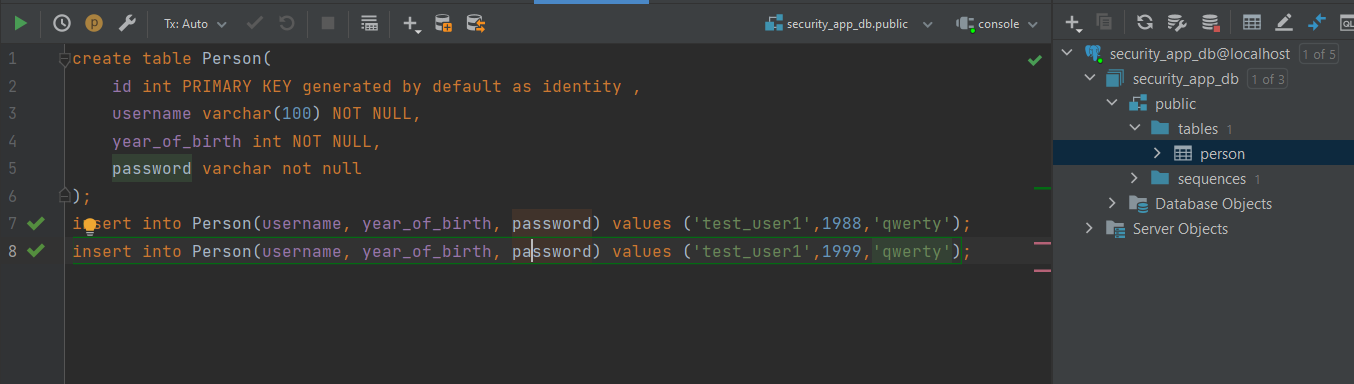 Tx: Auto
security_app_db.public
console
1 create table Person(
2 id int PRIMARY KEY generated by default as identity ,
3 username varchar(100) NOT NULL,
4 year_of_birth int NOT NULL,
5 password varchar not null
6 );
7 insert into Person(username, year_of_birth, password) values ('test_user1',1988,'qwerty');
8 insert into Person(username, year_of_birth, password) values ('test_user1',1999,'qwerty');
QL
security_app_db@localhost 1 of 5
security_app_db 1 of 3
public
tables 1
person
sequences 1
Database Objects
Server Objects